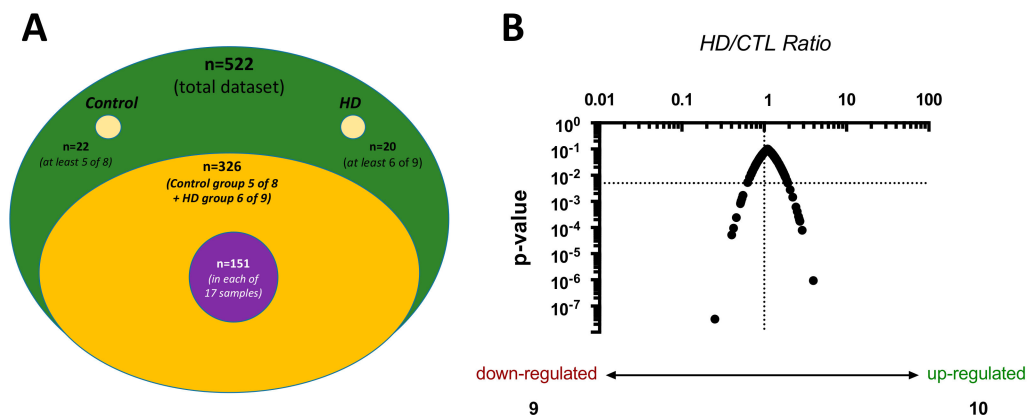 A
n=522
(total dataset)
Control
HD
n=22
(at least 5 of 8)
n=20
(at least 6 of 9)
n=326
(Control group 5 of 8
+ HD group 6 of 9)
n=151
(in each of
17 samples)
B
HD/CTL Ratio
0.01 0.1 1 10 100
p-value
10⁰
10⁻¹
10⁻²
10⁻³
10⁻⁴
10⁻⁵
10⁻⁶
10⁻⁷
down-regulated
up-regulated
9
10